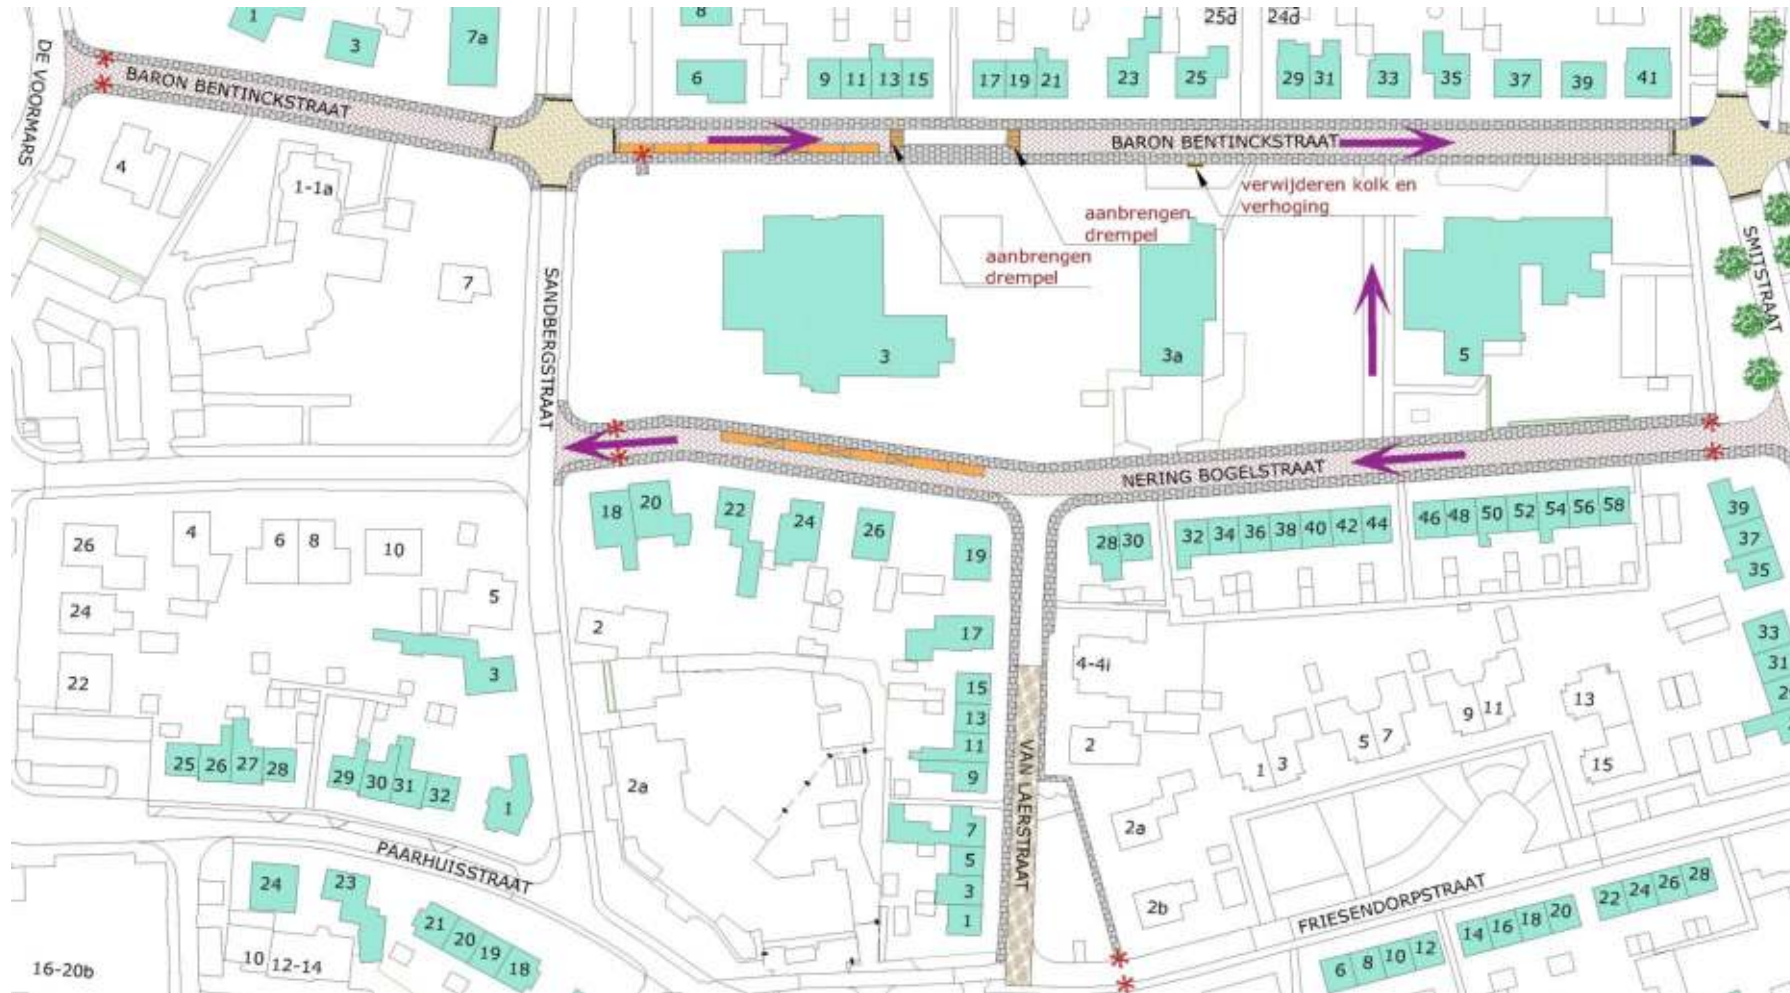 1
3
7a
8
25d
24d
DE VOORMARS
BARON BENTINCKSTRAAT
6
9 11 13 15
17 19 21
23
25
29 31
33
35
37
39
41
BARON BENTINCKSTRAAT
4
1-1a
verwijderen kolk en
verhoging
aanbrengen
drempel
aanbrengen
drempel
SMITSTRAAT
7
SANDBERGSTRAAT
3
3a
5
NERING BOGELSTRAAT
18
20
22
24
26
19
28 30
32 34 36 38 40 42 44
46 48 50 52 54 56 58
39
37
35
26
4
6 8
10
5
24
2
17
4-4i
33
31
22
3
15
13
11
9
2
1 3
5 7
9 11
13
15
25 26 27 28
29 30 31 32
1
2a
VAN LAERSTRAAT
7
5
3
1
2a
2b
PAARHUISSTRAAT
FRIESENDORPSTRAAT
24
23
21 20 19 18
10 12-14
16-20b
6 8 10 12
14 16 18 20
22 24 26 28